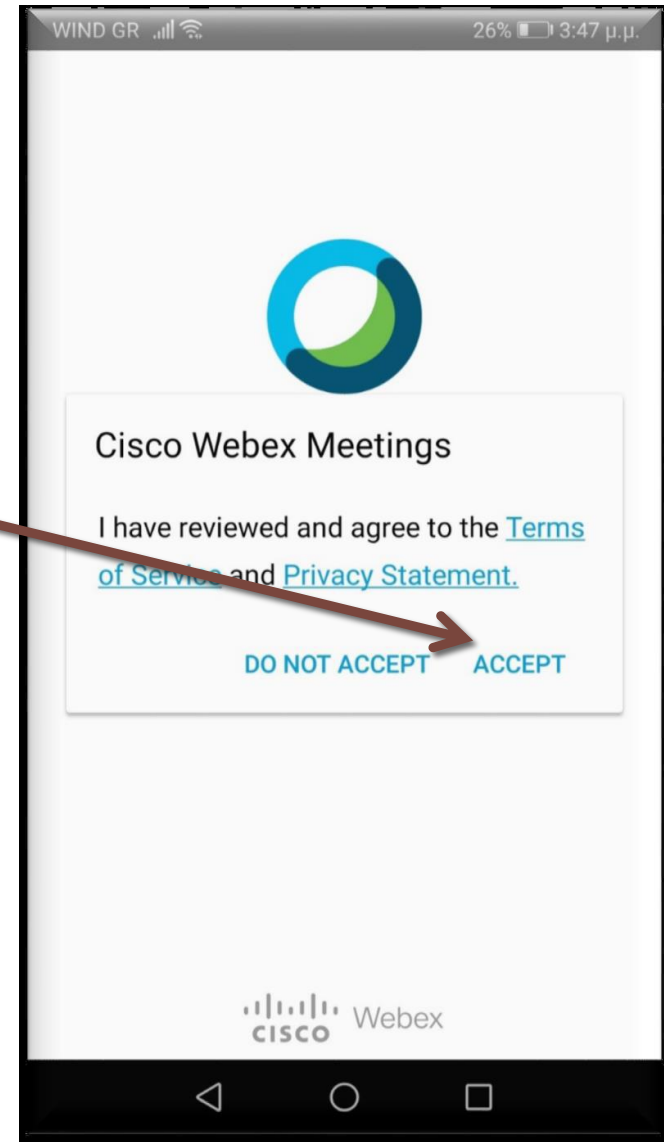 WIND GR 26% 3:47 μ.μ.
Cisco Webex Meetings
I have reviewed and agree to the Terms
of Service and Privacy Statement.
DO NOT ACCEPT ACCEPT
CISCO Webex